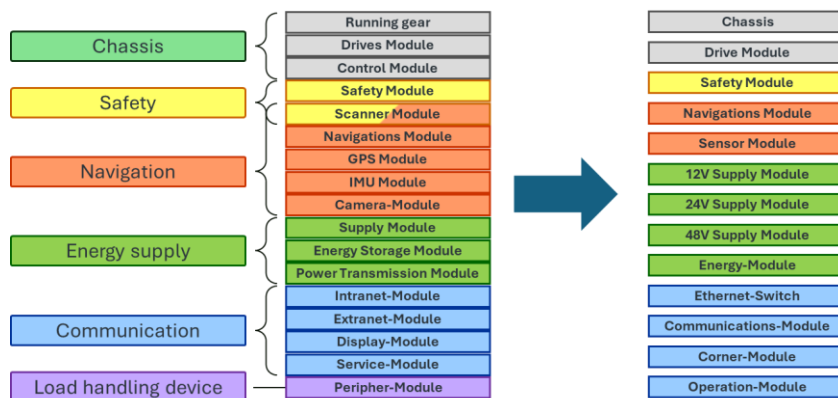 Chassis
Safety
Navigation
Energy supply
Communication
Load handling device
Running gear
Drives Module
Control Module
Safety Module
Scanner Module
Navigations Module
GPS Module
IMU Module
Camera-Module
Supply Module
Energy Storage Module
Power Transmission Module
Intranet-Module
Extranet-Module
Display-Module
Service-Module
Peripher-Module
Chassis
Drive Module
Safety Module
Navigations Module
Sensor Module
12V Supply Module
24V Supply Module
48V Supply Module
Energy-Module
Ethernet-Switch
Communications-Module
Corner-Module
Operation-Module